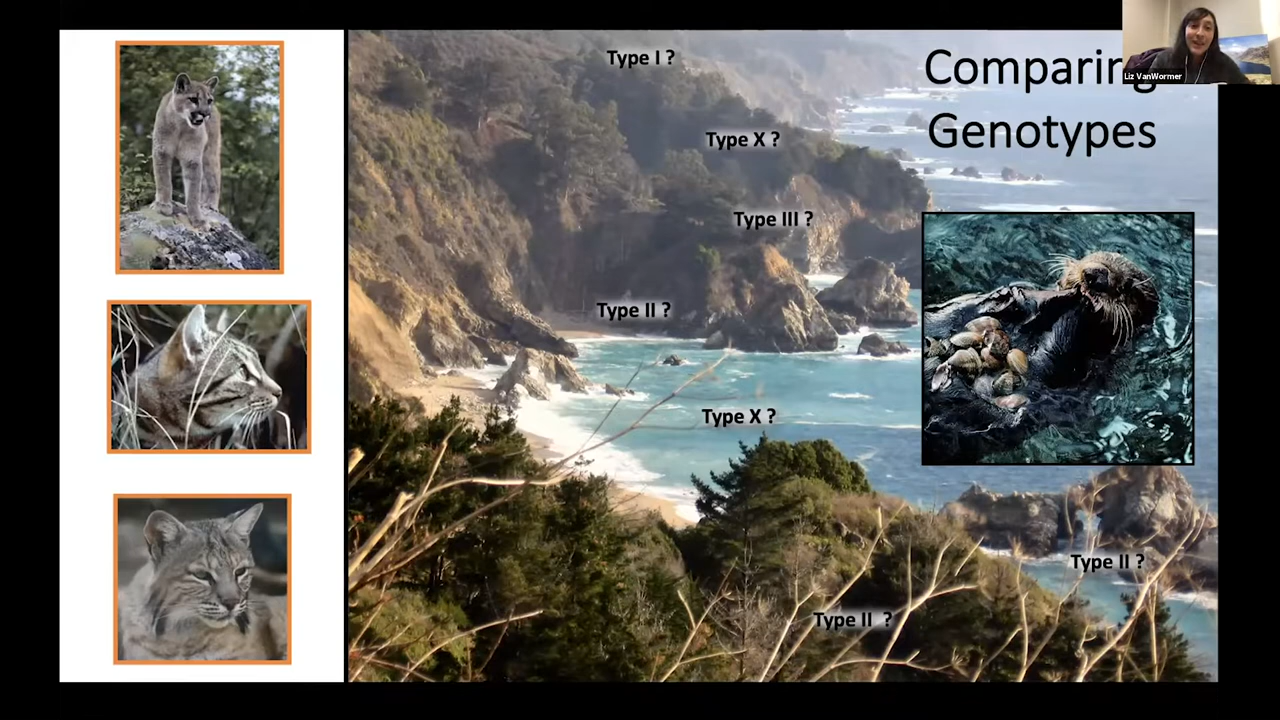 Comparing
Genotypes
Liz VanWormer
Type I ?
Type X ?
Type III ?
Type II ?
Type X ?
Type II ?
Type II ?